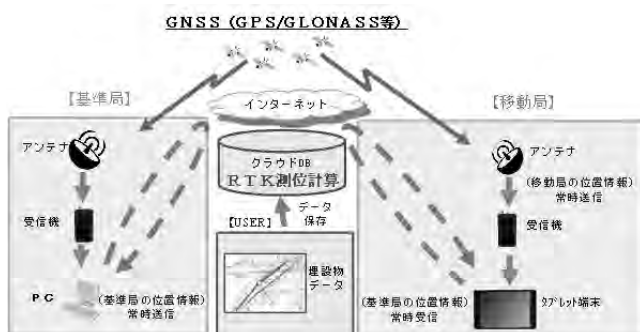 GNSS (GPS/GLONASS等)
【基準局】
インターネット
【移動局】
アンテナ
クラウドDB
RTK測位計算
アンテナ
(移動局の位置情報)
常時送信
受信機
【USER】
データ
保存
受信機
埋設物
データ
PC
(基準局の位置情報)
常時送信
(基準局の位置情報)
常時受信
タブレット端末